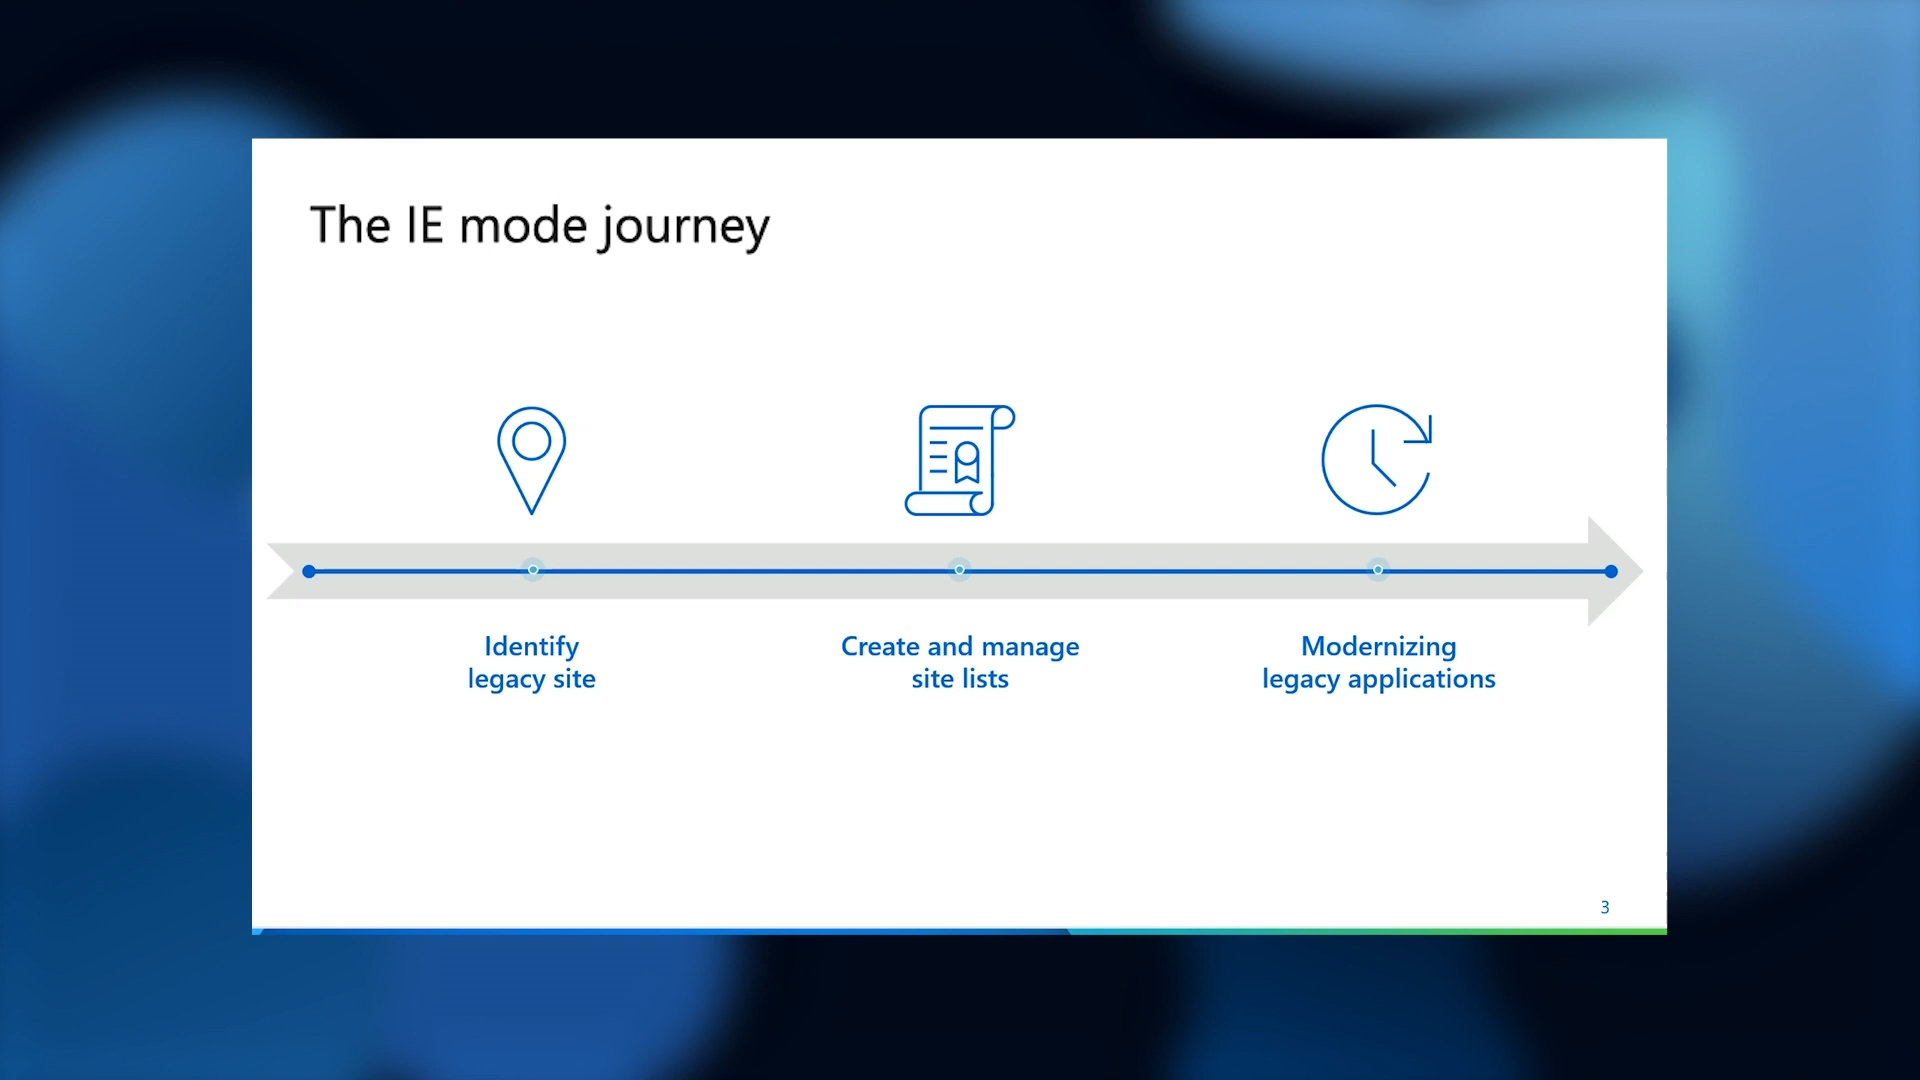 The IE mode journey
Identify
legacy site
Create and manage
site lists
Modernizing
legacy applications
3